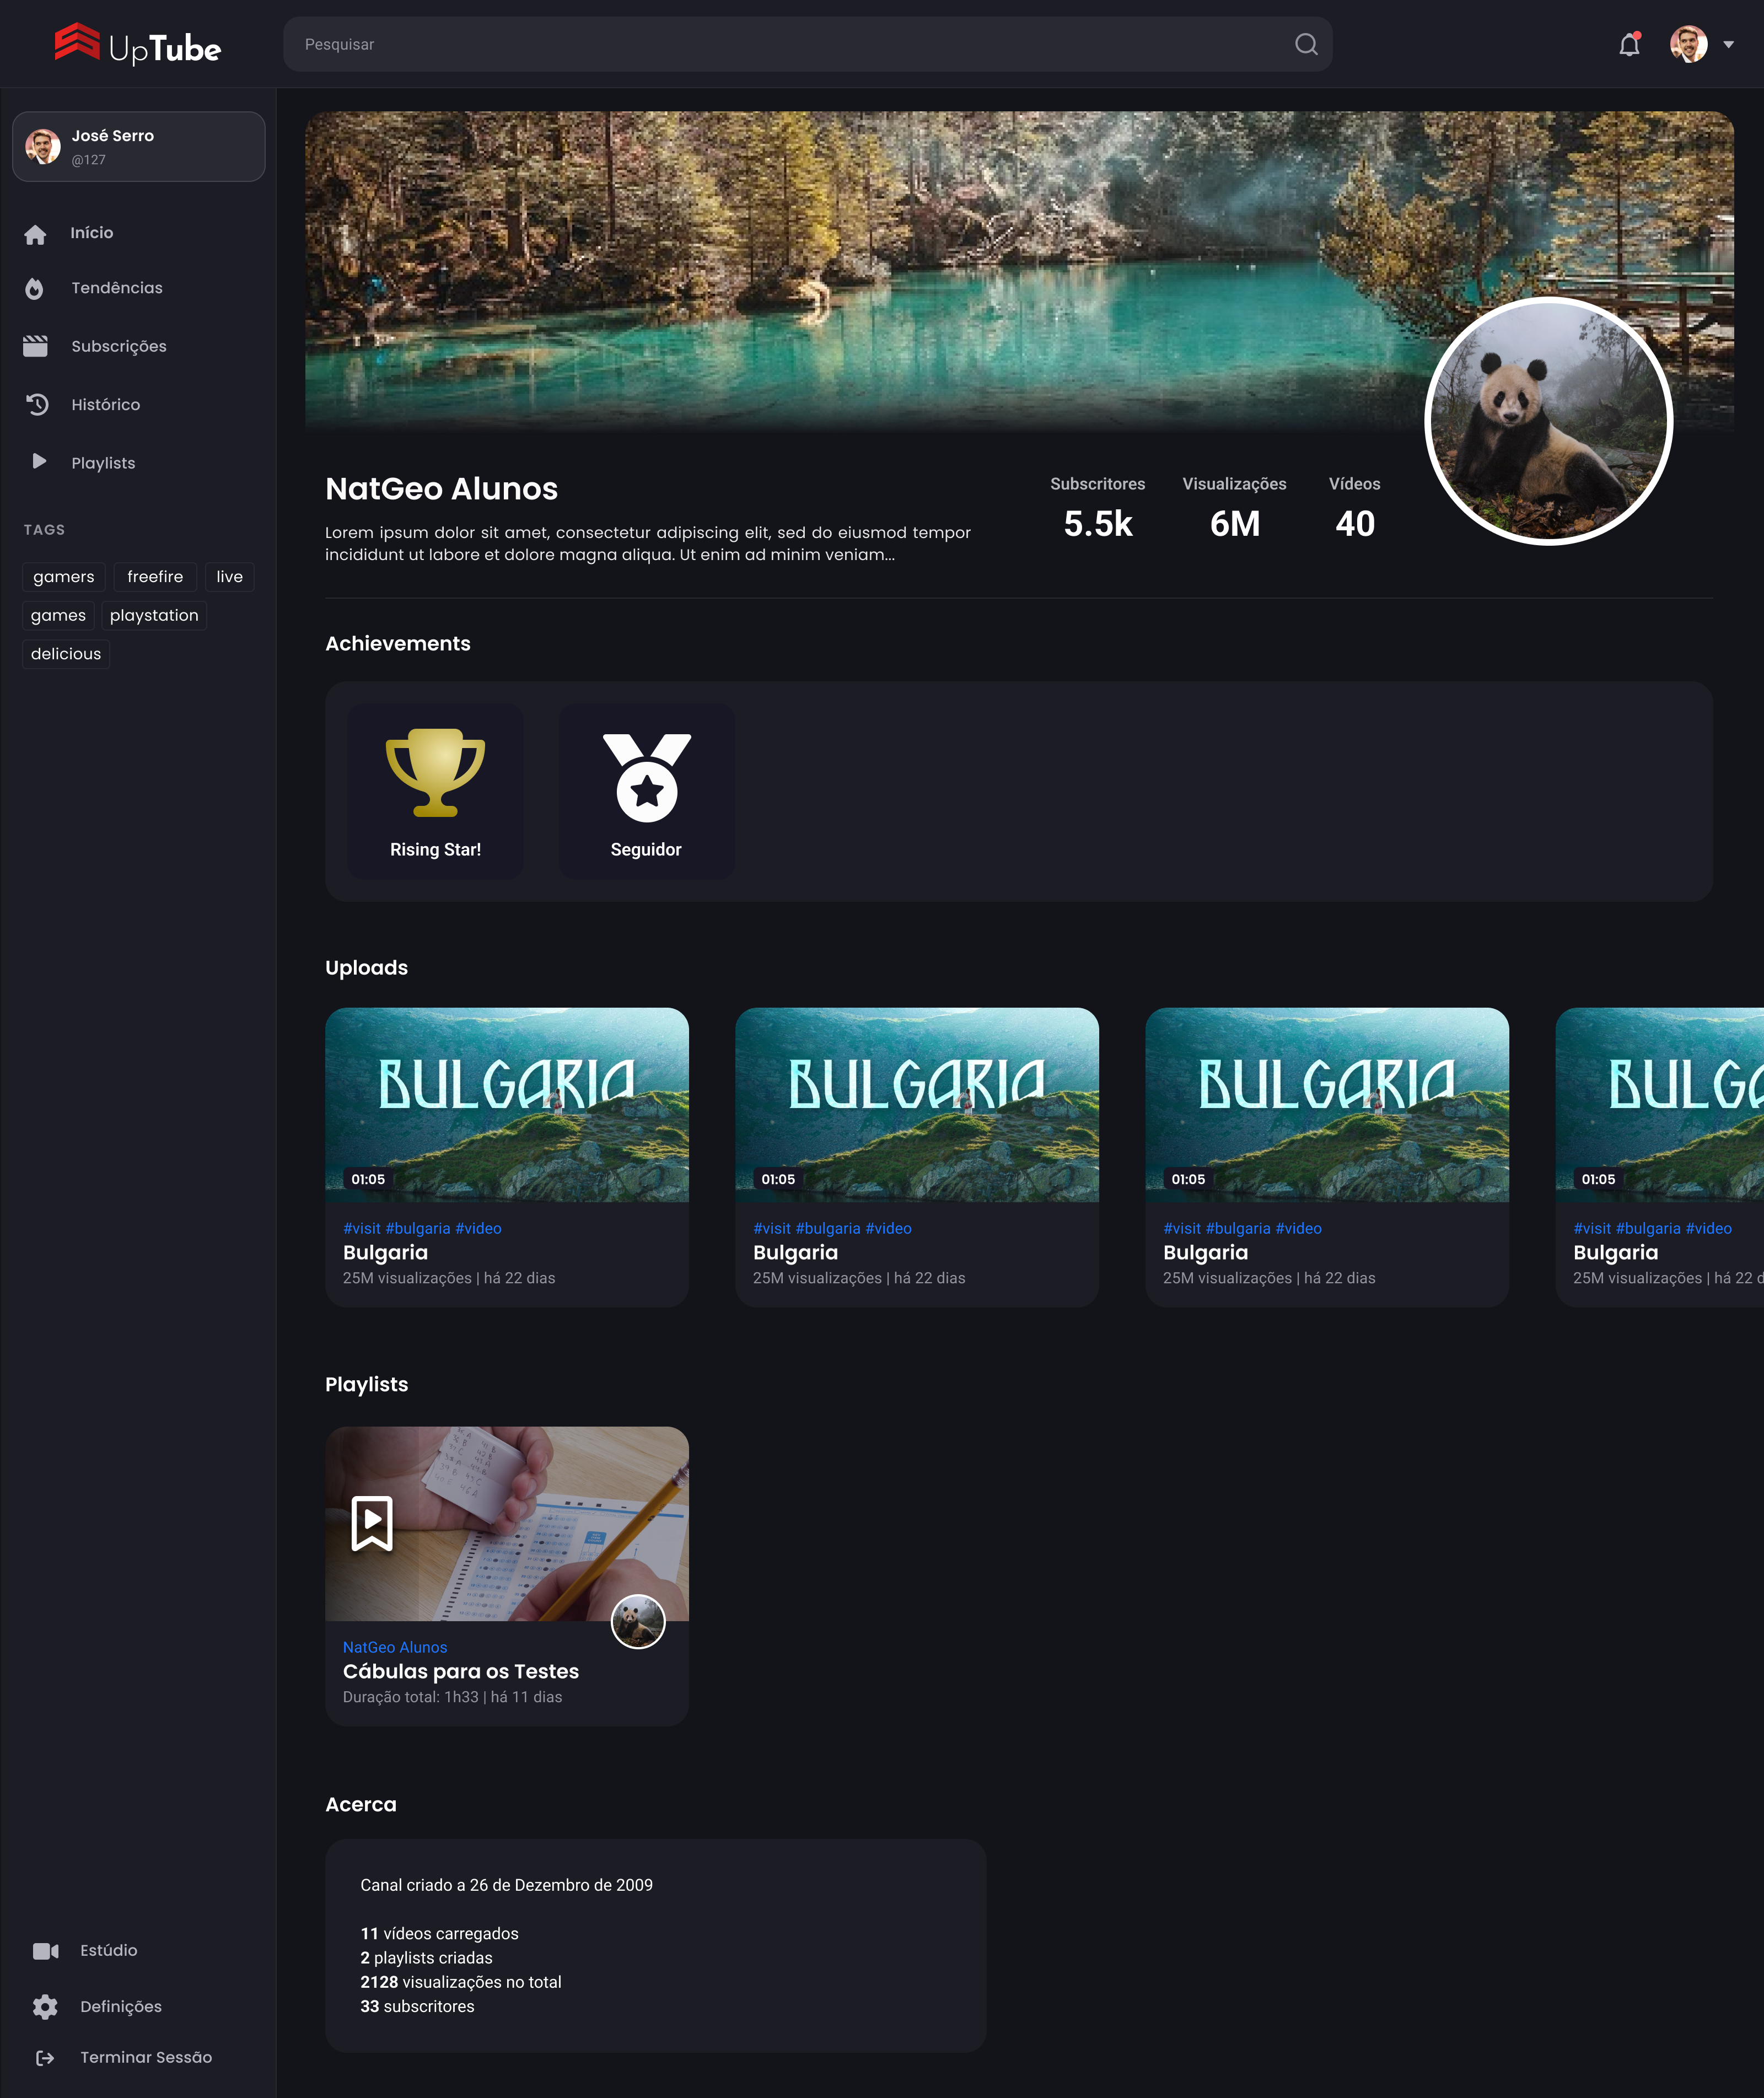 UpTube
Pesquisar
José Serro
@127
Início
Tendências
Subscrições
Histórico
Playlists
TAGS
gamers freefire live
games playstation
delicious
NatGeo Alunos
Lorem ipsum dolor sit amet, consectetur adipiscing elit, sed do eiusmod tempor
incididunt ut labore et dolore magna aliqua. Ut enim ad minim veniam...
Subscritores Visualizações Vídeos
5.5k 6M 40
Achievements
Rising Star! Seguidor
Uploads
BULGARIA
01:05
#visit #bulgaria #video
Bulgaria
25M visualizações | há 22 dias
BULGARIA
01:05
#visit #bulgaria #video
Bulgaria
25M visualizações | há 22 dias
BULGARIA
01:05
#visit #bulgaria #video
Bulgaria
25M visualizações | há 22 dias
BULG
01:05
#visit #bulgaria #video
Bulgaria
25M visualizações | há 22 d
Playlists
NatGeo Alunos
Cábulas para os Testes
Duração total: 1h33 | há 11 dias
Acerca
Canal criado a 26 de Dezembro de 2009
11 vídeos carregados
2 playlists criadas
2128 visualizações no total
33 subscritores
Estúdio
Definições
Terminar Sessão